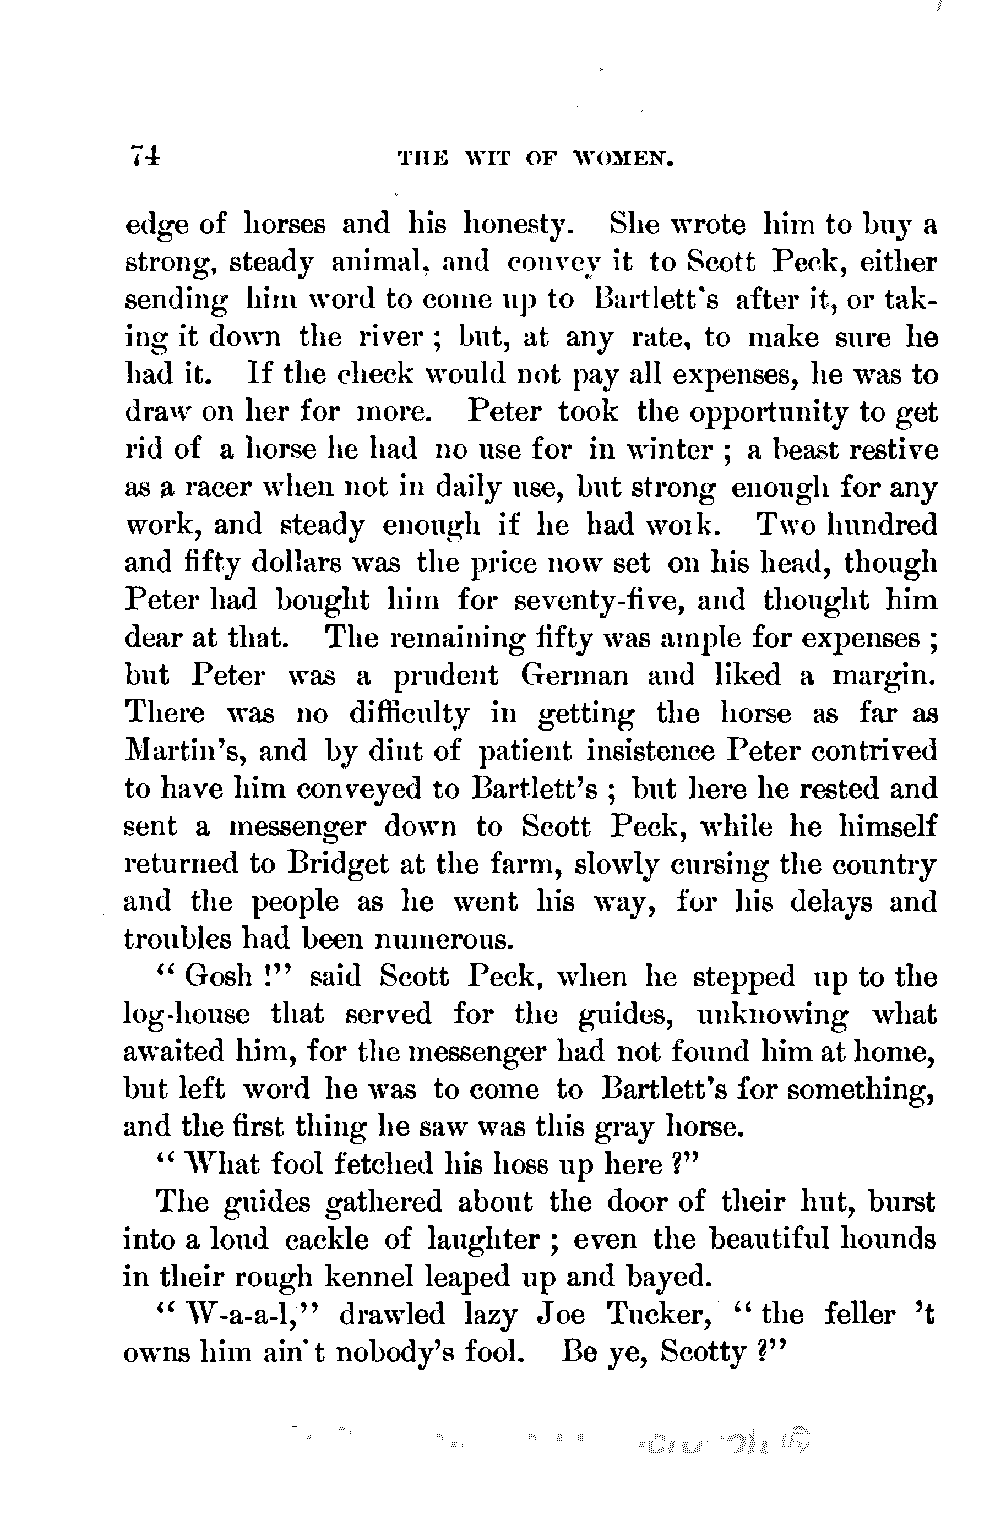 74 THE WIT OF WOMEN.
edge of horses and his honesty. She wrote him to buy a
strong, steady animal, and convey it to Scott Peck, either
sending him word to come up to Bartlett's after it, or tak-
ing it down the river ; but, at any rate, to make sure he
had it. If the check would not pay all expenses, he was to
draw on her for more. Peter took the opportunity to get
rid of a horse he had no use for in winter ; a beast restive
as a racer when not in daily use, but strong enough for any
work, and steady enough if he had work. Two hundred
and fifty dollars was the price now set on his head, though
Peter had bought him for seventy-five, and thought him
dear at that. The remaining fifty was ample for expenses ;
but Peter was a prudent German and liked a margin.
There was no difficulty in getting the horse as far as
Martin's, and by dint of patient insistence Peter contrived
to have him conveyed to Bartlett's ; but here he rested and
sent a messenger down to Scott Peck, while he himself
returned to Bridget at the farm, slowly cursing the country
and the people as he went his way, for his delays and
troubles had been numerous.
" Gosh !" said Scott Peck, when he stepped up to the
log-house that served for the guides, unknowing what
awaited him, for the messenger had not found him at home,
but left word he was to come to Bartlett's for something,
and the first thing he saw was this gray horse.
" What fool fetched his hoss up here ?"
The guides gathered about the door of their hut, burst
into a loud cackle of laughter ; even the beautiful hounds
in their rough kennel leaped up and bayed.
" W-a-a-l," drawled lazy Joe Tucker, " the feller 't
owns him ain't nobody's fool. Be ye, Scotty ?"